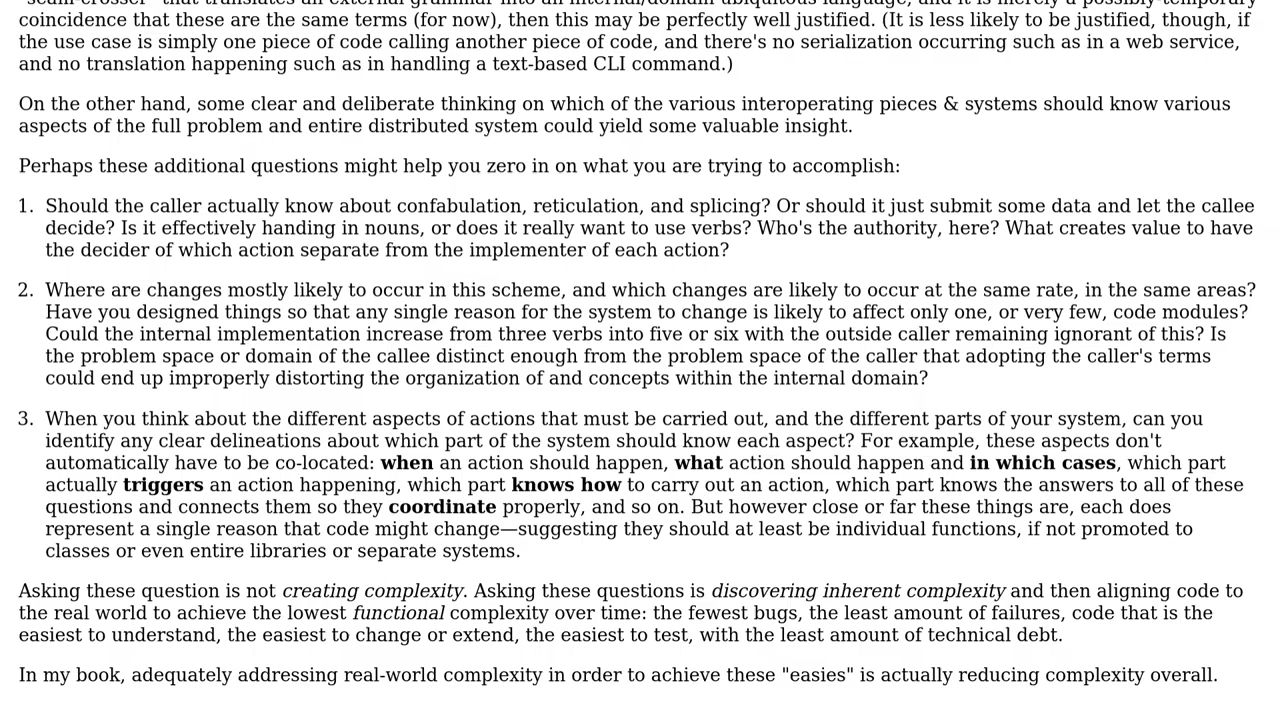 "seam-crosser" that translates an external grammar into an internal/domain ubiquitous language, and it is merely a possibly-temporary
coincidence that these are the same terms (for now), then this may be perfectly well justified. (It is less likely to be justified, though, if
the use case is simply one piece of code calling another piece of code, and there's no serialization occurring such as in a web service,
and no translation happening such as in handling a text-based CLI command.)
On the other hand, some clear and deliberate thinking on which of the various interoperating pieces & systems should know various
aspects of the full problem and entire distributed system could yield some valuable insight.
Perhaps these additional questions might help you zero in on what you are trying to accomplish:
1. Should the caller actually know about confabulation, reticulation, and splicing? Or should it just submit some data and let the callee
decide? Is it effectively handing in nouns, or does it really want to use verbs? Who's the authority, here? What creates value to have
the decider of which action separate from the implementer of each action?
2. Where are changes mostly likely to occur in this scheme, and which changes are likely to occur at the same rate, in the same areas?
Have you designed things so that any single reason for the system to change is likely to affect only one, or very few, code modules?
Could the internal implementation increase from three verbs into five or six with the outside caller remaining ignorant of this? Is
the problem space or domain of the callee distinct enough from the problem space of the caller that adopting the caller's terms
could end up improperly distorting the organization of and concepts within the internal domain?
3. When you think about the different aspects of actions that must be carried out, and the different parts of your system, can you
identify any clear delineations about which part of the system should know each aspect? For example, these aspects don't
automatically have to be co-located: when an action should happen, what action should happen and in which cases, which part
actually triggers an action happening, which part knows how to carry out an action, which part knows the answers to all of these
questions and connects them so they coordinate properly, and so on. But however close or far these things are, each does
represent a single reason that code might change—suggesting they should at least be individual functions, if not promoted to
classes or even entire libraries or separate systems.
Asking these question is not creating complexity. Asking these questions is discovering inherent complexity and then aligning code to
the real world to achieve the lowest functional complexity over time: the fewest bugs, the least amount of failures, code that is the
easiest to understand, the easiest to change or extend, the easiest to test, with the least amount of technical debt.
In my book, adequately addressing real-world complexity in order to achieve these "easies" is actually reducing complexity overall.